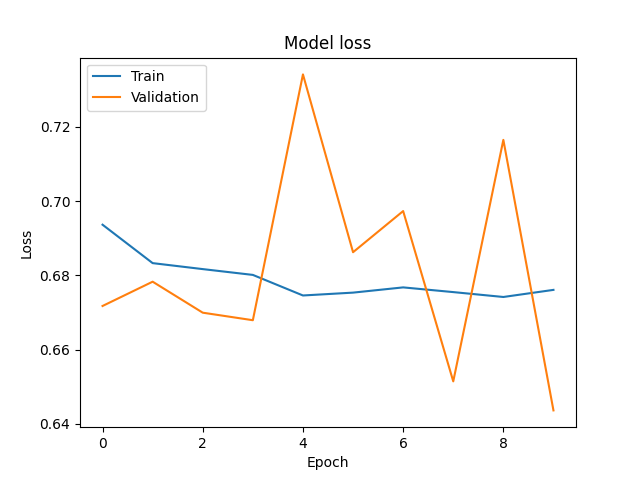 Model loss
Train
Validation
0.72
0.70
0.68
0.66
0.64
Loss
0 2 4 6 8
Epoch